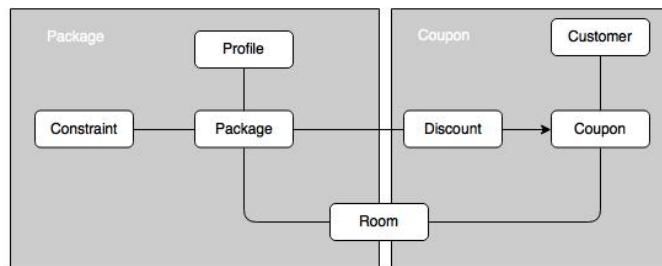 Package
Coupon
Profile
Customer
Constraint
Package
Discount
Coupon
Room